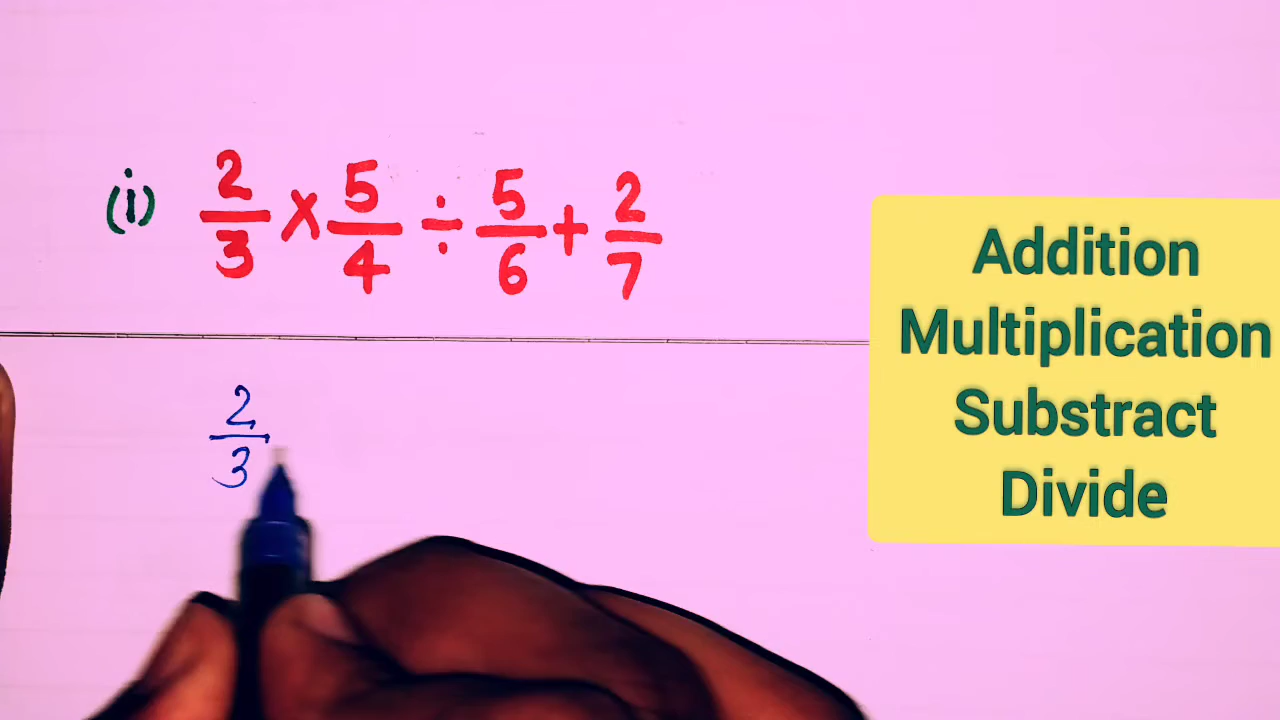 (i) 2/3 × 5/4 ÷ 5/6 + 2/7
2/3
Addition
Multiplication
Substract
Divide